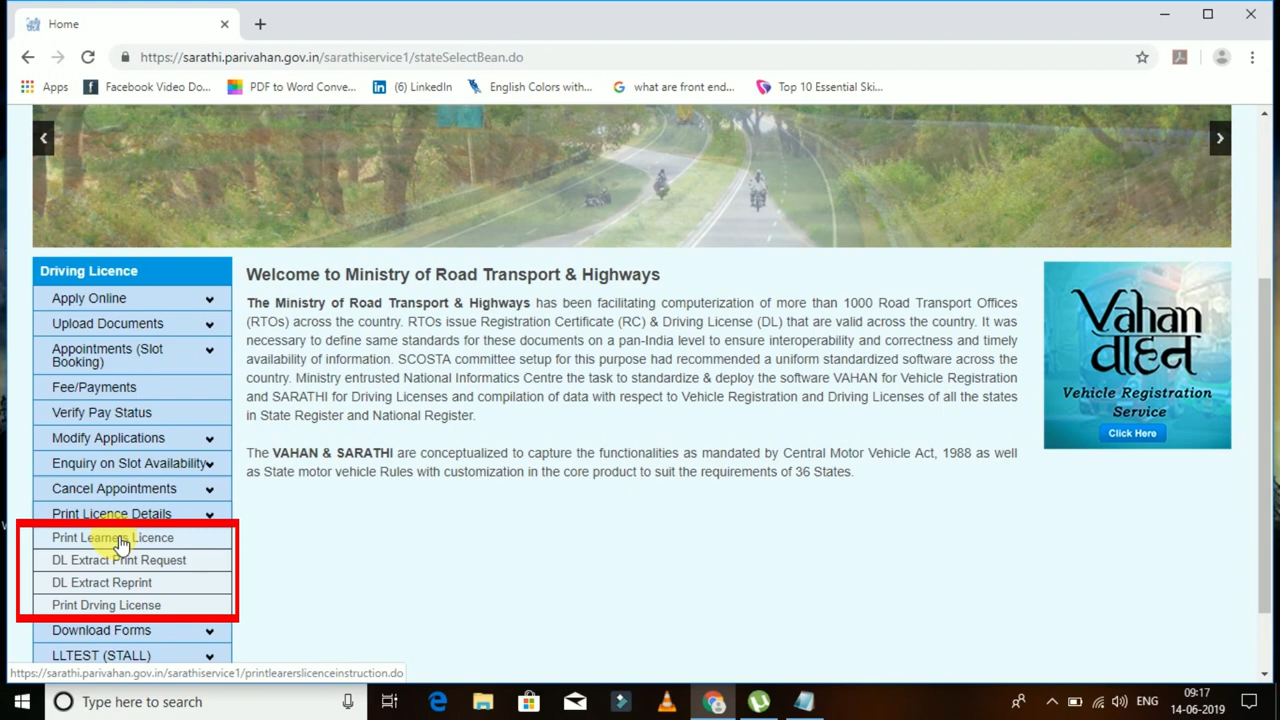 Home
https://sarathi.parivahan.gov.in/sarathiservice1/stateSelectBean.do
Apps
Facebook Video Do...
PDF to Word Conve...
(6) LinkedIn
English Colors with...
what are front end...
Top 10 Essential Ski...
Driving Licence
Apply Online
Upload Documents
Appointments (Slot
Booking)
Fee/Payments
Verify Pay Status
Modify Applications
Enquiry on Slot Availability
Cancel Appointments
Print Licence Details
Print Learners Licence
DL Extract Print Request
DL Extract Reprint
Print Drving License
Download Forms
LLTEST (STALL)
Welcome to Ministry of Road Transport & Highways
The Ministry of Road Transport & Highways has been facilitating computerization of more than 1000 Road Transport Offices
(RTOs) across the country. RTOs issue Registration Certificate (RC) & Driving License (DL) that are valid across the country. It was
necessary to define same standards for these documents on a pan-India level to ensure interoperability and correctness and timely
availability of information. SCOSTA committee setup for this purpose had recommended a uniform standardized software across the
country. Ministry entrusted National Informatics Centre the task to standardize & deploy the software VAHAN for Vehicle Registration
and SARATHI for Driving Licenses and compilation of data with respect to Vehicle Registration and Driving Licenses of all the states
in State Register and National Register.
The VAHAN & SARATHI are conceptualized to capture the functionalities as mandated by Central Motor Vehicle Act, 1988 as well
as State motor vehicle Rules with customization in the core product to suit the requirements of 36 States.
Vahan
वाहन
Vehicle Registration
Service
Click Here
https://sarathi.parivahan.gov.in/sarathiservice1/printlearerslicenceinstruction.do
Type here to search
ENG
09:17
14-06-2019